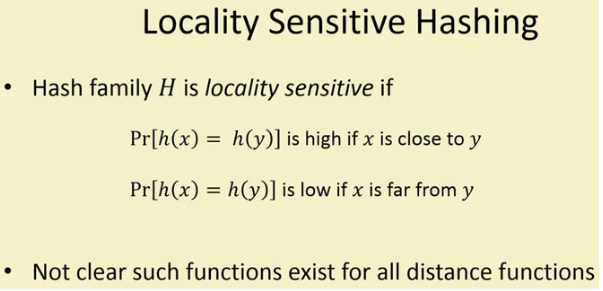 Locality Sensitive Hashing
• Hash family H is locality sensitive if
Pr[h(x) = h(y)] is high if x is close to y
Pr[h(x) = h(y)] is low if x is far from y
• Not clear such functions exist for all distance functions